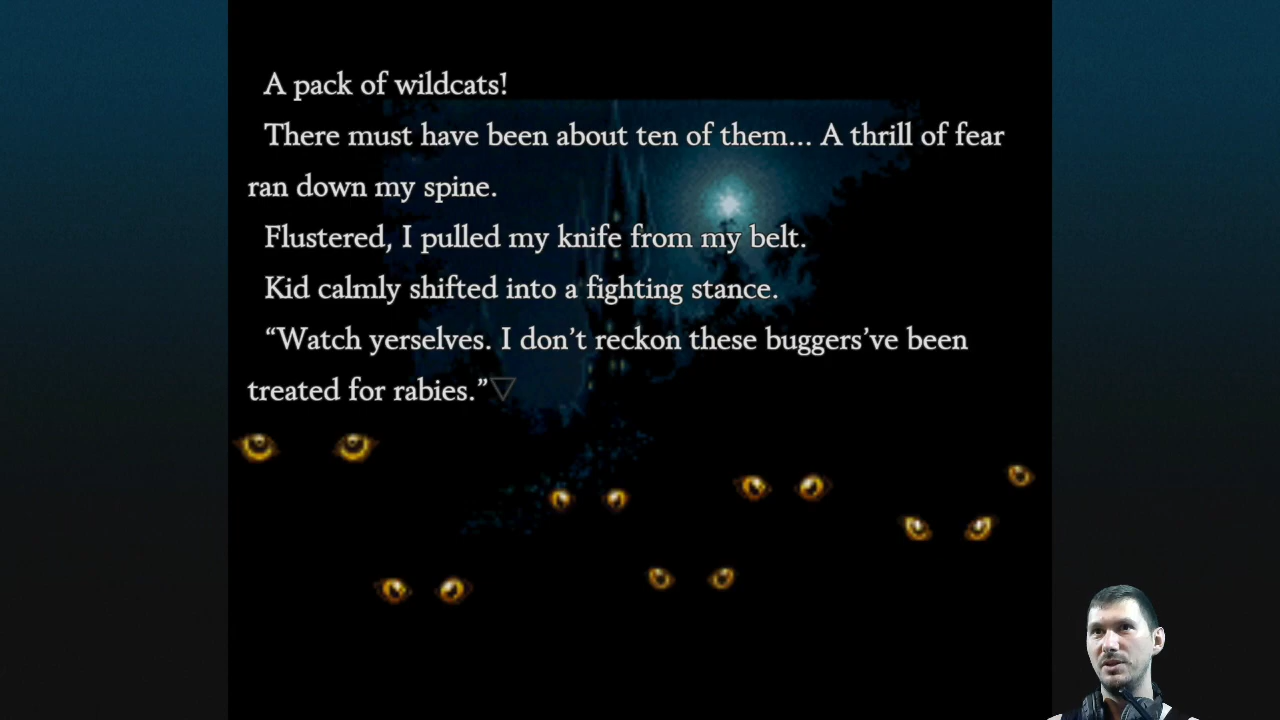 A pack of wildcats!
There must have been about ten of them... A thrill of fear
ran down my spine.
Flustered, I pulled my knife from my belt.
Kid calmly shifted into a fighting stance.
“Watch yerselves. I don’t reckon these buggers’ve been
treated for rabies.”